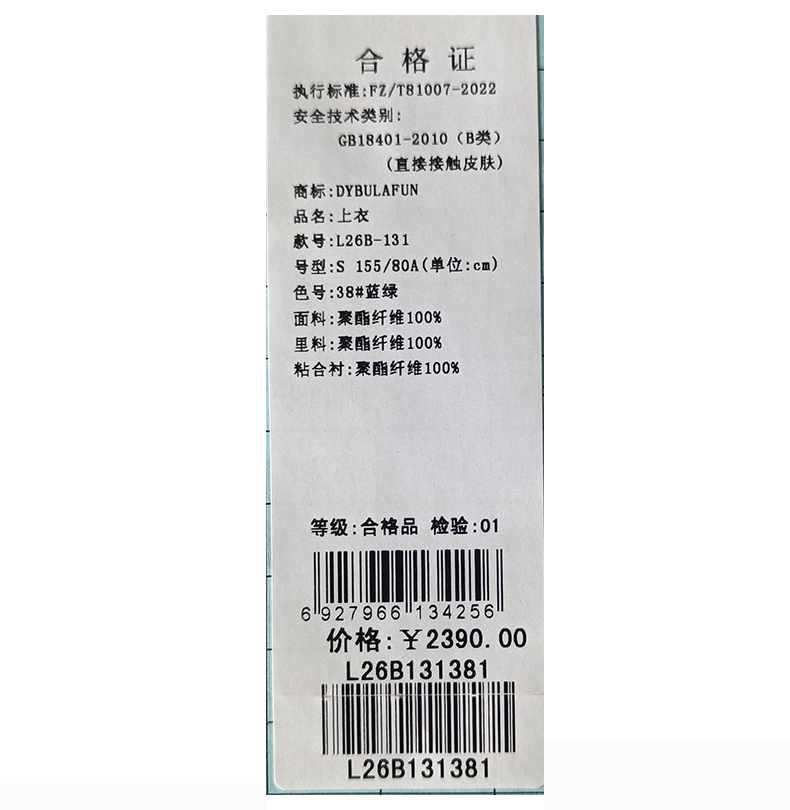 合格证
执行标准:FZ/T81007-2022
安全技术类别:
GB18401-2010（B类）
(直接接触皮肤)
商标:DYBULAFUN
品名:上衣
款号:L26B-131
号型:S 155/80A(单位:cm)
色号:38#蓝绿
面料:聚酯纤维100%
里料:聚酯纤维100%
粘合衬:聚酯纤维100%
等级:合格品 检验:01
6 927966 134256
价格:￥2390.00
L26B131381
L26B131381